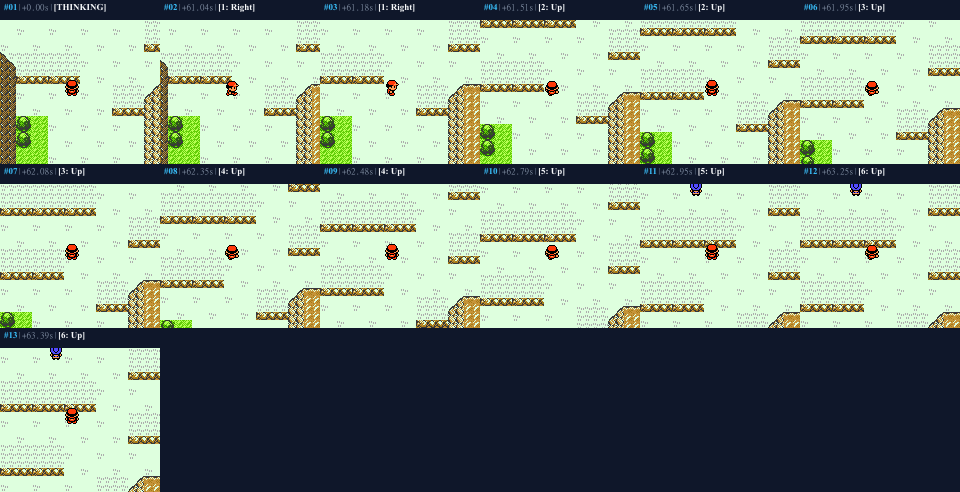 #01|+0.00s|[THINKING]
#02|+61.04s|[1: Right]
#03|+61.18s|[1: Right]
#04|+61.51s|[2: Up]
#05|+61.65s|[2: Up]
#06|+61.95s|[3: Up]
#07|+62.08s|[3: Up]
#08|+62.35s|[4: Up]
#09|+62.48s|[4: Up]
#10|+62.79s|[5: Up]
#11|+62.95s|[5: Up]
#12|+63.25s|[6: Up]
#13|+63.39s|[6: Up]